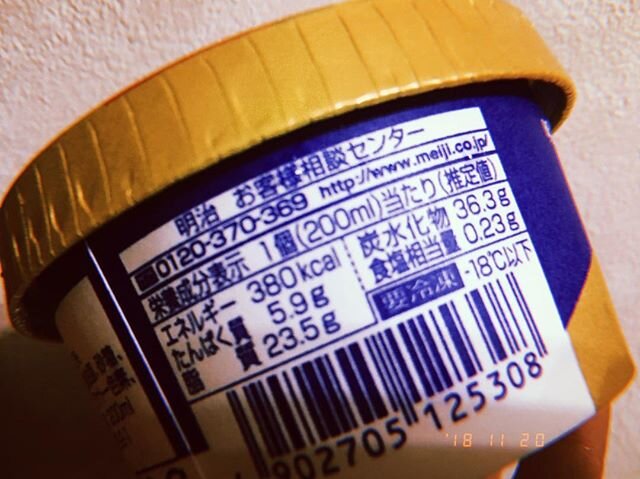 明治 お客様相談センター
0120-370-369 http://www.meiji.co.jp/
栄養成分表示 1個(200ml)当たり(推定値)
エネルギー 380kcal 炭水化物 36.3g
たんぱく質 5.9g 食塩相当量 0.23g
脂質 23.5g 要冷凍 -18℃以下
902705 125308
'18 11 20